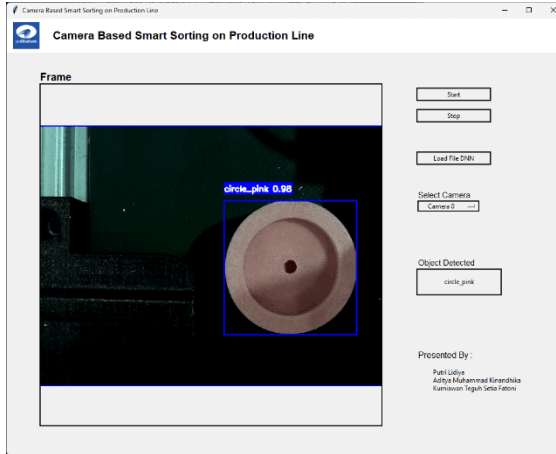 Camera Based Smart Sorting on Production Line
Camera Based Smart Sorting on Production Line
Frame
circle_pink 0.98
Start
Stop
Load File DNN
Select Camera
Camera 0
Object Detected
circle_pink
Presented By :
Putri Lidiya
Aditya Muhammad Kinandhika
Kurniawan Teguh Setia Fatoni